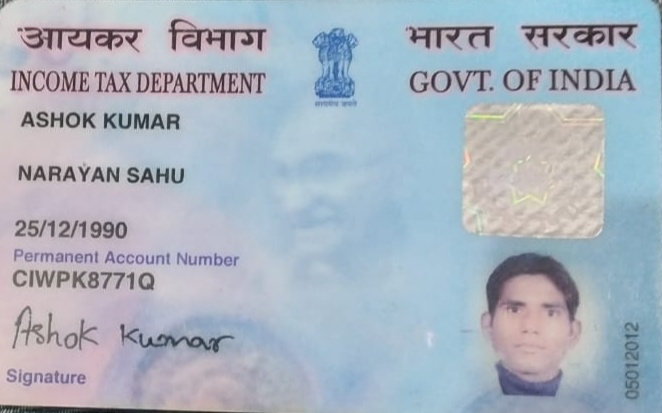 आयकर विभाग
INCOME TAX DEPARTMENT
भारत सरकार
GOVT. OF INDIA
सत्यमेव जयते
ASHOK KUMAR
NARAYAN SAHU
25/12/1990
Permanent Account Number
CIWPK8771Q
Ashok Kumar
Signature
05012012